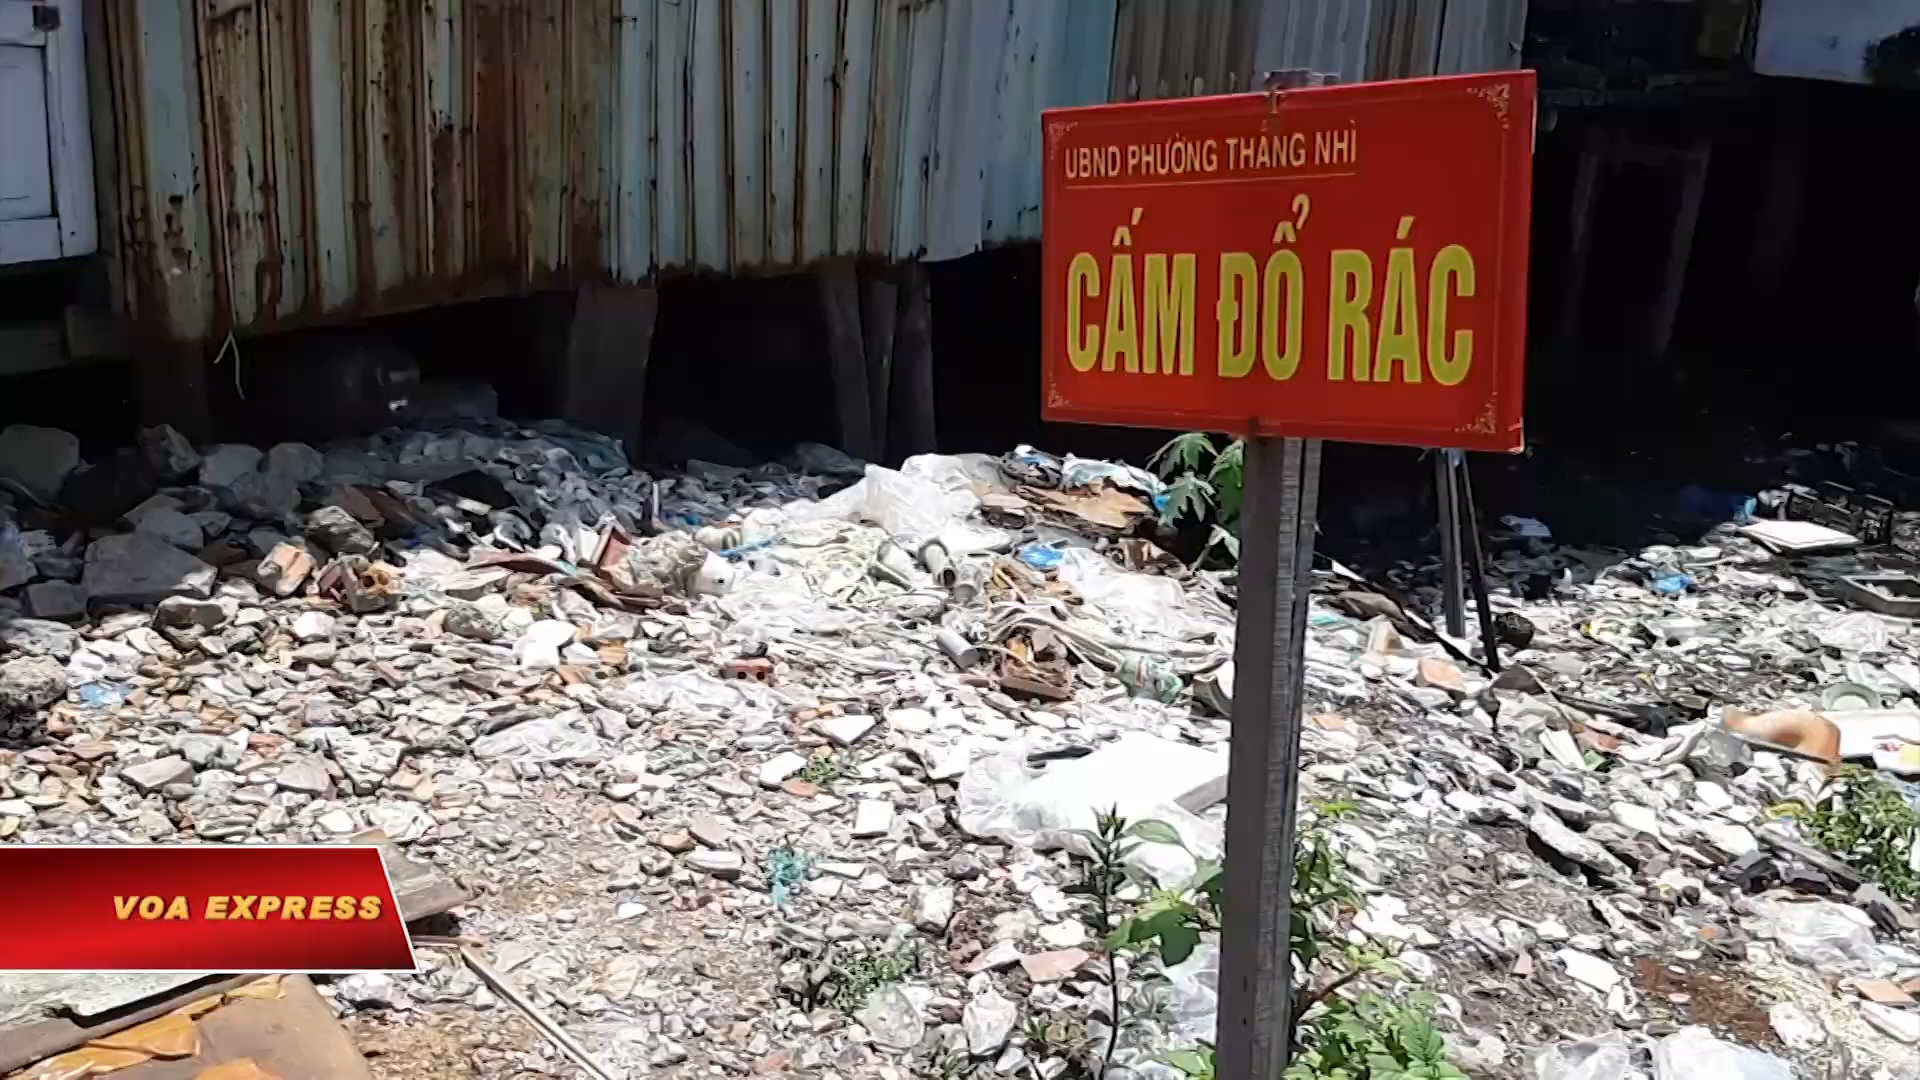 UBND PHƯỜNG THẮNG NHÌ
CẤM ĐỔ RÁC
VOA EXPRESS